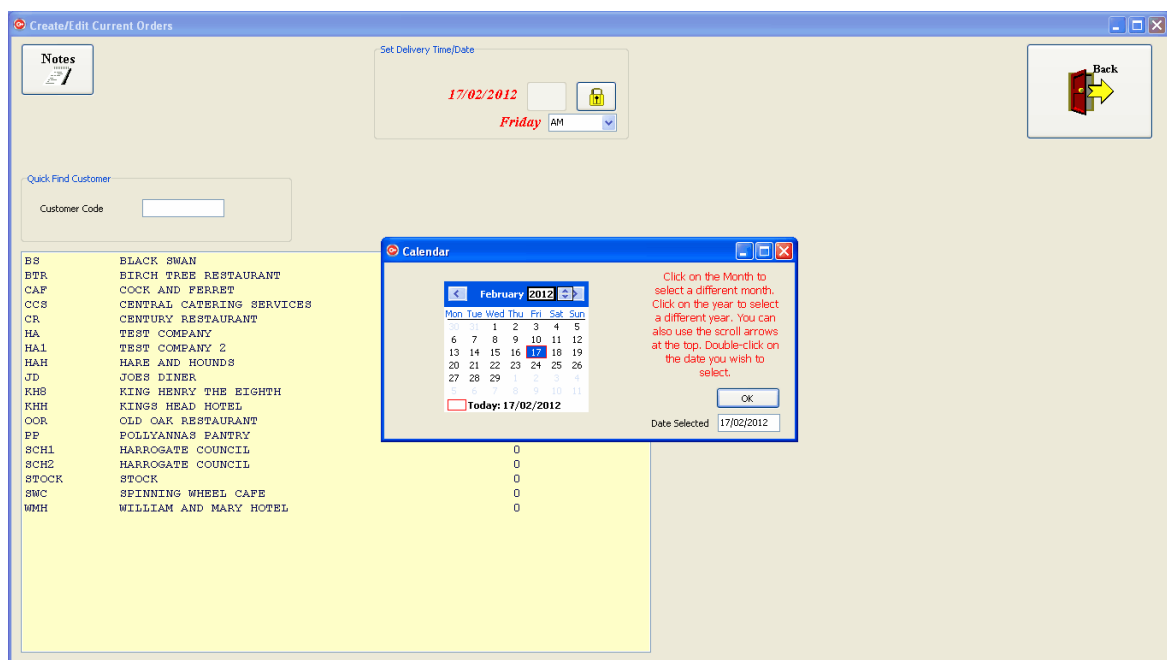 Create/Edit Current Orders
Notes
Set Delivery Time/Date
17/02/2012
Friday AM
Back
Quick Find Customer
Customer Code
BS BLACK SWAN
BTR BIRCH TREE RESTAURANT
CAF COCK AND FERRET
CCS CENTRAL CATERING SERVICES
CR CENTURY RESTAURANT
HA TEST COMPANY
HA1 TEST COMPANY 2
HAH HARE AND HOUNDS
JD JOES DINER
KH8 KING HENRY THE EIGHTH
KHH KINGS HEAD HOTEL
OOR OLD OAK RESTAURANT
PP POLLYANNAS PANTRY
SCH1 HARROGATE COUNCIL 0
SCH2 HARROGATE COUNCIL 0
STOCK STOCK 0
SWC SPINNING WHEEL CAFE 0
WMH WILLIAM AND MARY HOTEL 0
Calendar
February 2012
Mon Tue Wed Thu Fri Sat Sun
30 31 1 2 3 4 5
6 7 8 9 10 11 12
13 14 15 16 17 18 19
20 21 22 23 24 25 26
27 28 29 1 2 3 4
5 6 7 8 9 10 11
Today: 17/02/2012
Click on the Month to
select a different month.
Click on the year to select
a different year. You can
also use the scroll arrows
at the top. Double-click on
the date you wish to
select.
OK
Date Selected 17/02/2012